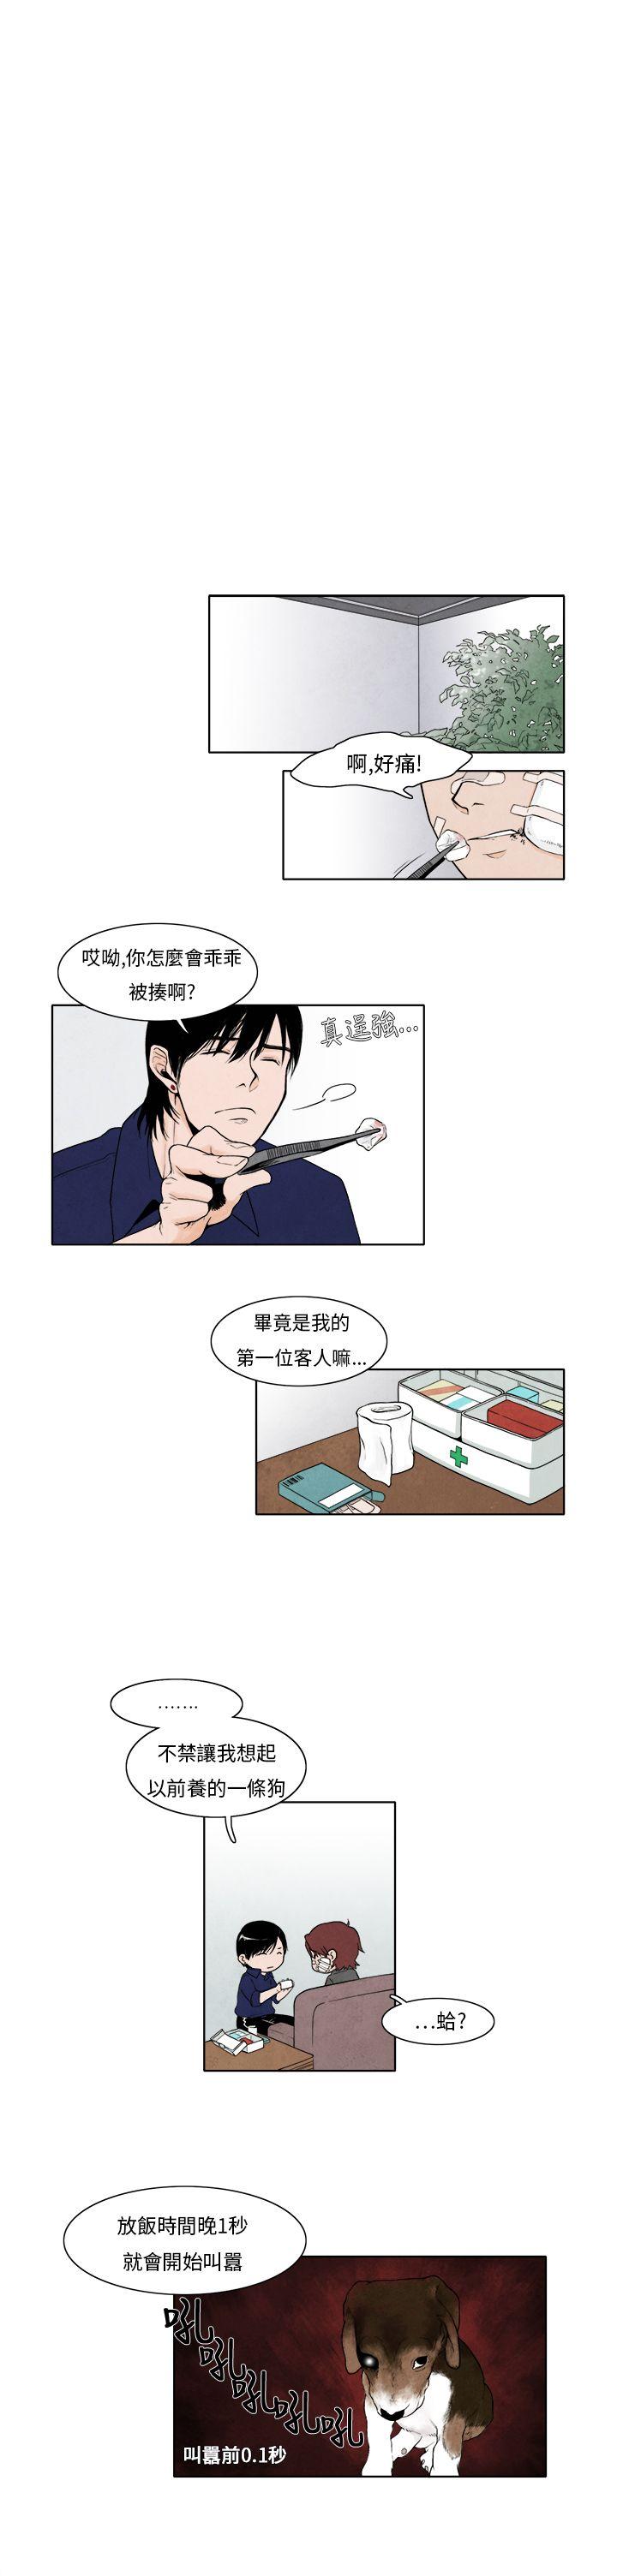 啊,好痛!
哎呦,你怎麼會乖乖
被揍啊?
真逞強...
畢竟是我的
第一位客人嘛...
.......
不禁讓我想起
以前養的一條狗
...蛤?
放飯時間晚1秒
就會開始叫囂
吼吼吼吼吼
叫囂前0.1秒